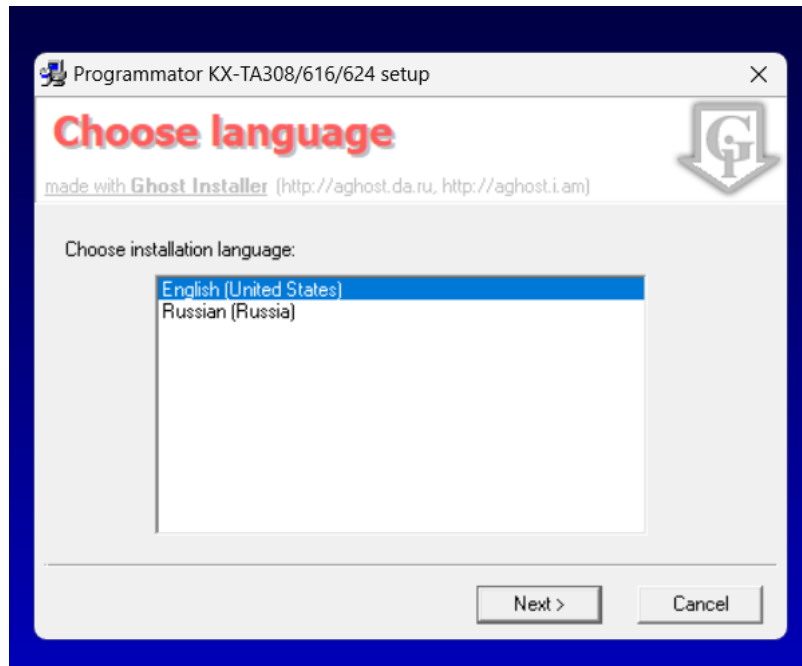 Programmator KX-TA308/616/624 setup
Choose language
made with Ghost Installer (http://aghost.da.ru, http://aghost.i.am)
Choose installation language:
English (United States)
Russian (Russia)
Next >
Cancel